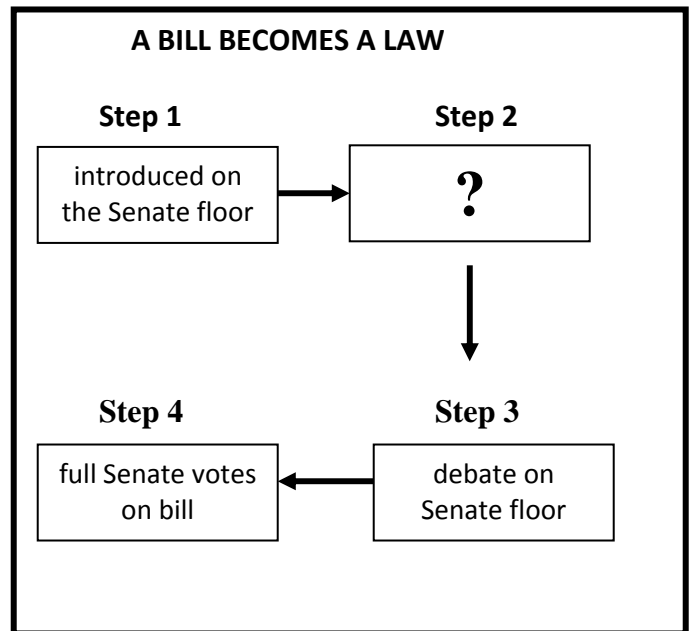 A BILL BECOMES A LAW
Step 1
introduced on
the Senate floor
Step 2
?
Step 3
debate on
Senate floor
Step 4
full Senate votes
on bill